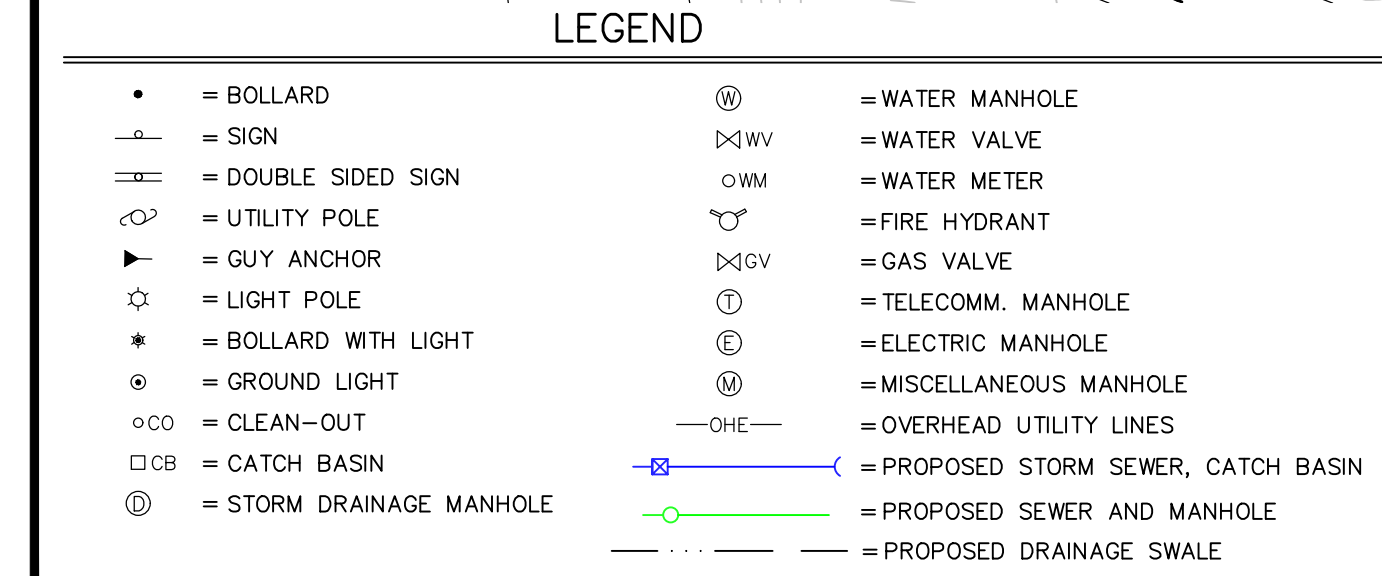 LEGEND
= BOLLARD
= SIGN
= DOUBLE SIDED SIGN
= UTILITY POLE
= GUY ANCHOR
= LIGHT POLE
= BOLLARD WITH LIGHT
= GROUND LIGHT
CO = CLEAN-OUT
CB = CATCH BASIN
D = STORM DRAINAGE MANHOLE
W = WATER MANHOLE
WV = WATER VALVE
WM = WATER METER
= FIRE HYDRANT
GV = GAS VALVE
T = TELECOMM. MANHOLE
E = ELECTRIC MANHOLE
M = MISCELLANEOUS MANHOLE
OHE = OVERHEAD UTILITY LINES
= PROPOSED STORM SEWER, CATCH BASIN
= PROPOSED SEWER AND MANHOLE
= PROPOSED DRAINAGE SWALE